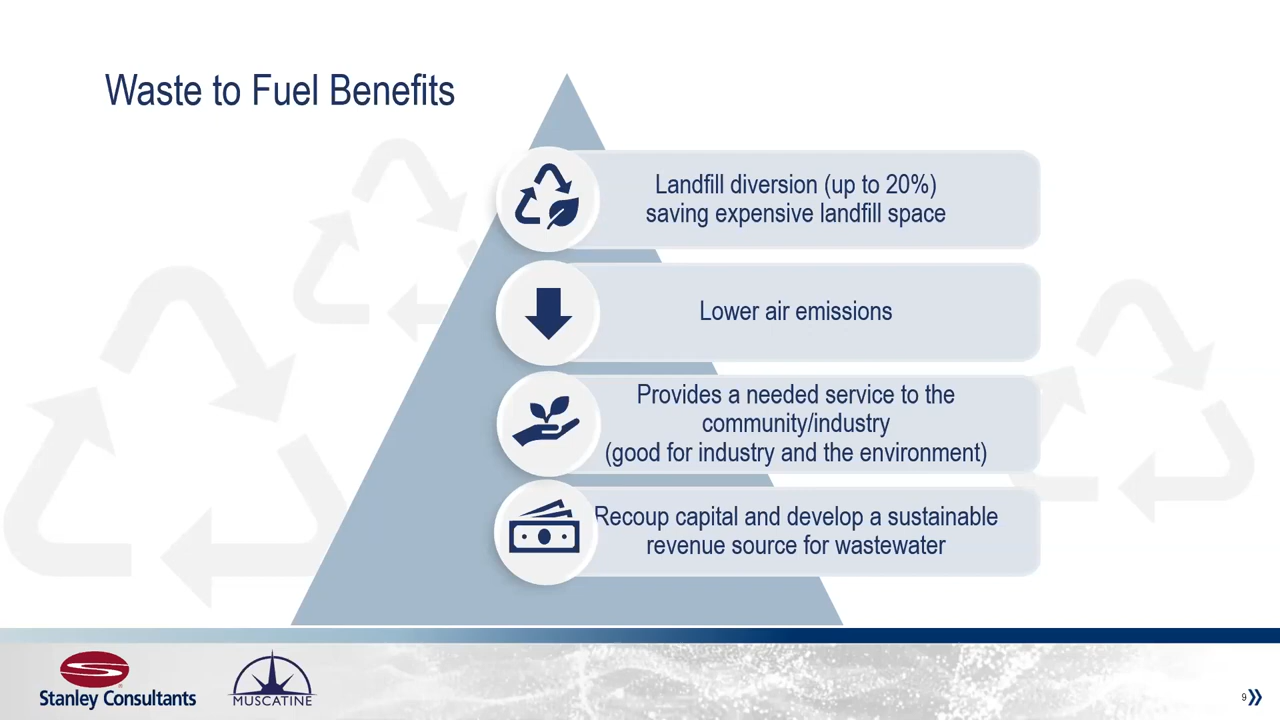 Waste to Fuel Benefits
Landfill diversion (up to 20%)
saving expensive landfill space
Lower air emissions
Provides a needed service to the
community/industry
(good for industry and the environment)
Recoup capital and develop a sustainable
revenue source for wastewater
Stanley Consultants
MUSCATINE
9